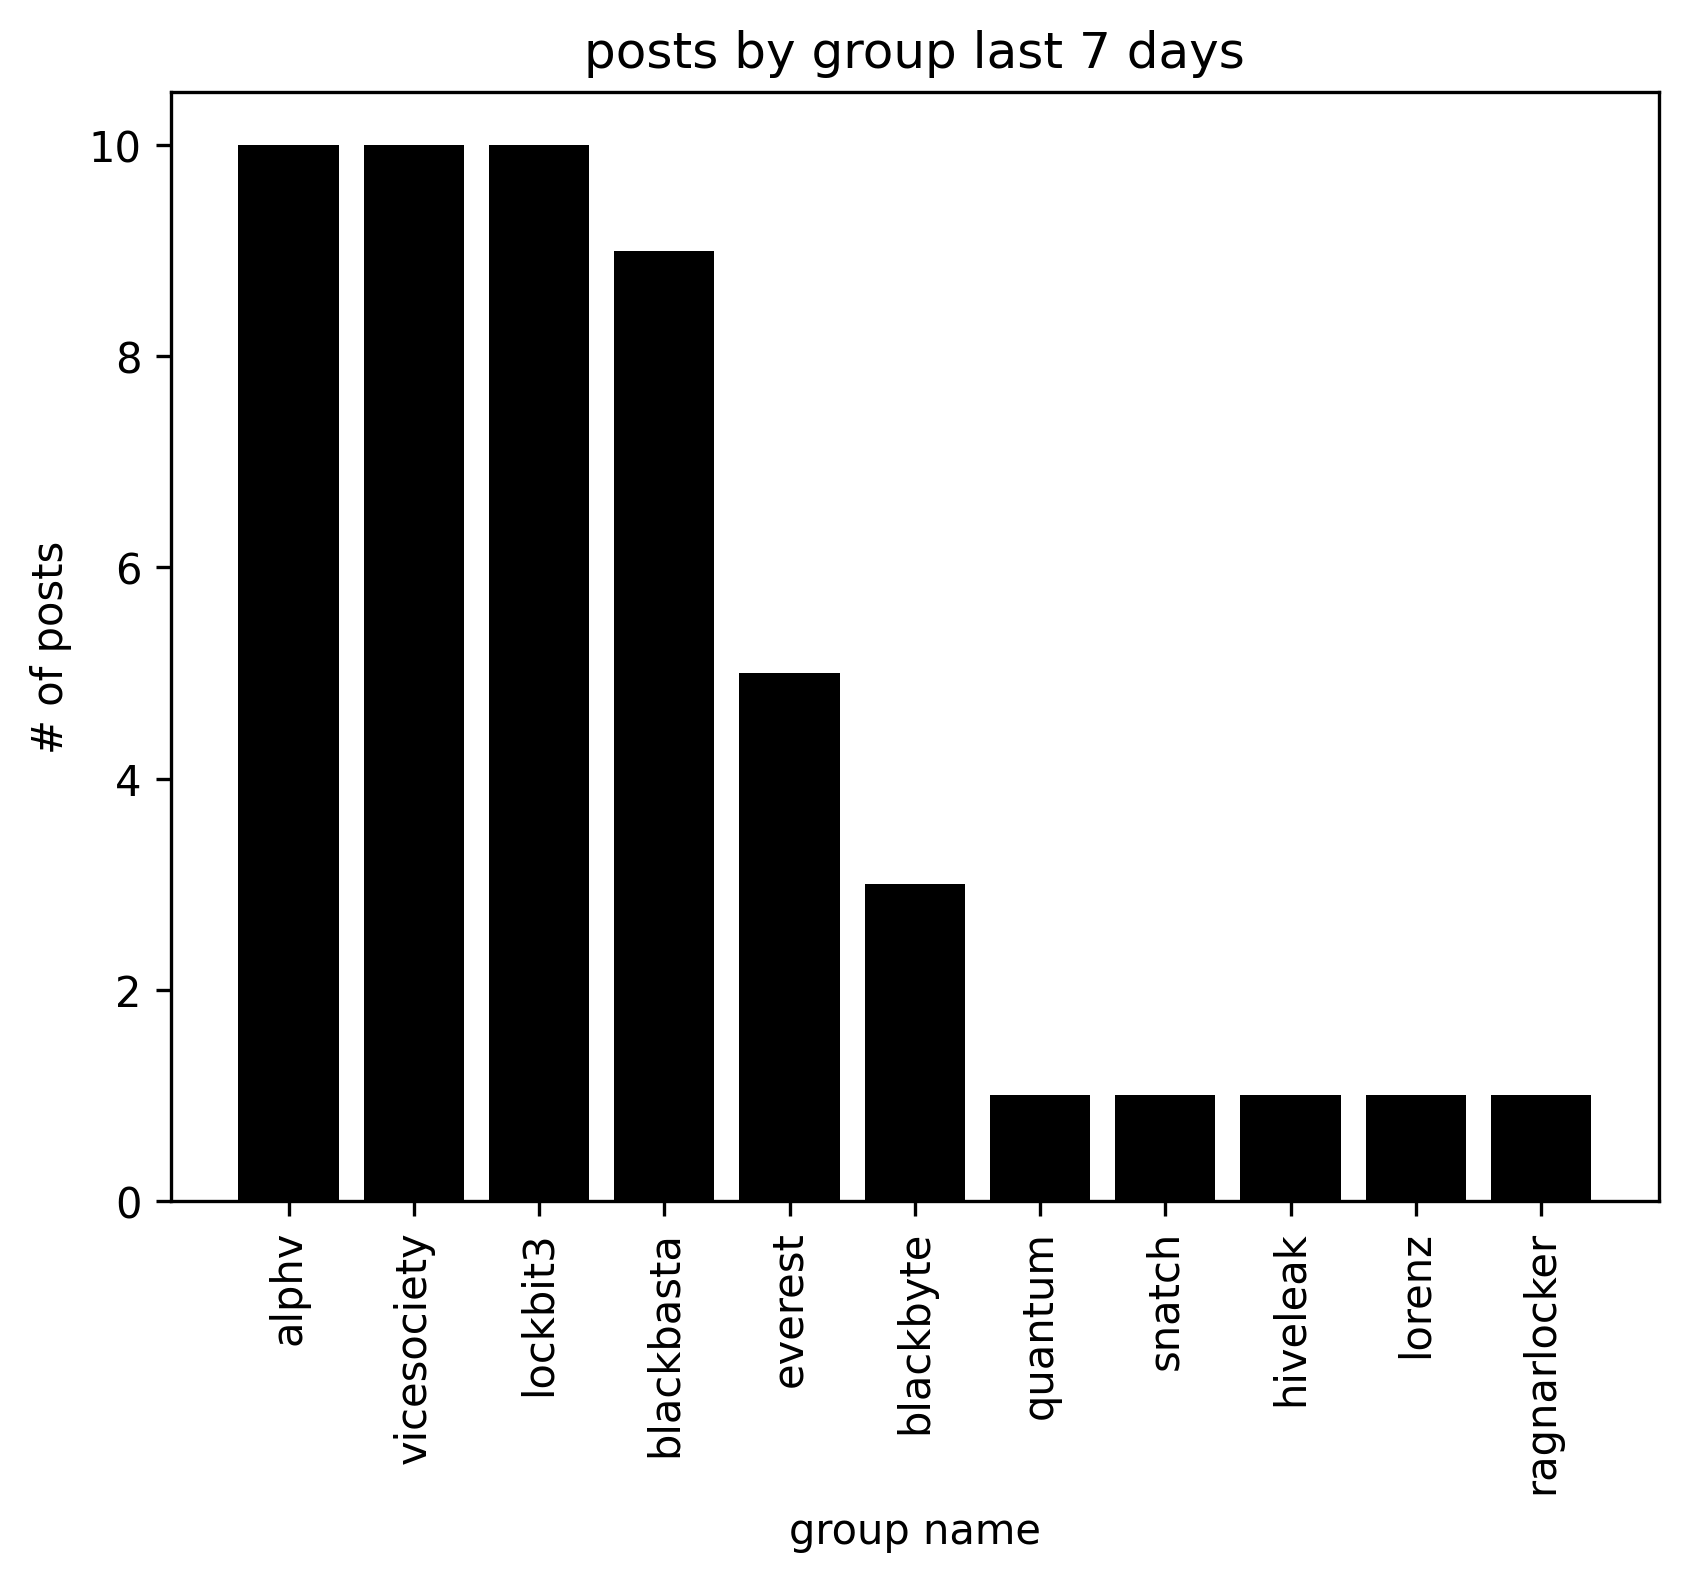 posts by group last 7 days
# of posts
10
8
6
4
2
0
alphv
vicesociety
lockbit3
blackbasta
everest
blackbyte
quantum
snatch
hiveleak
lorenz
ragnarlocker
group name